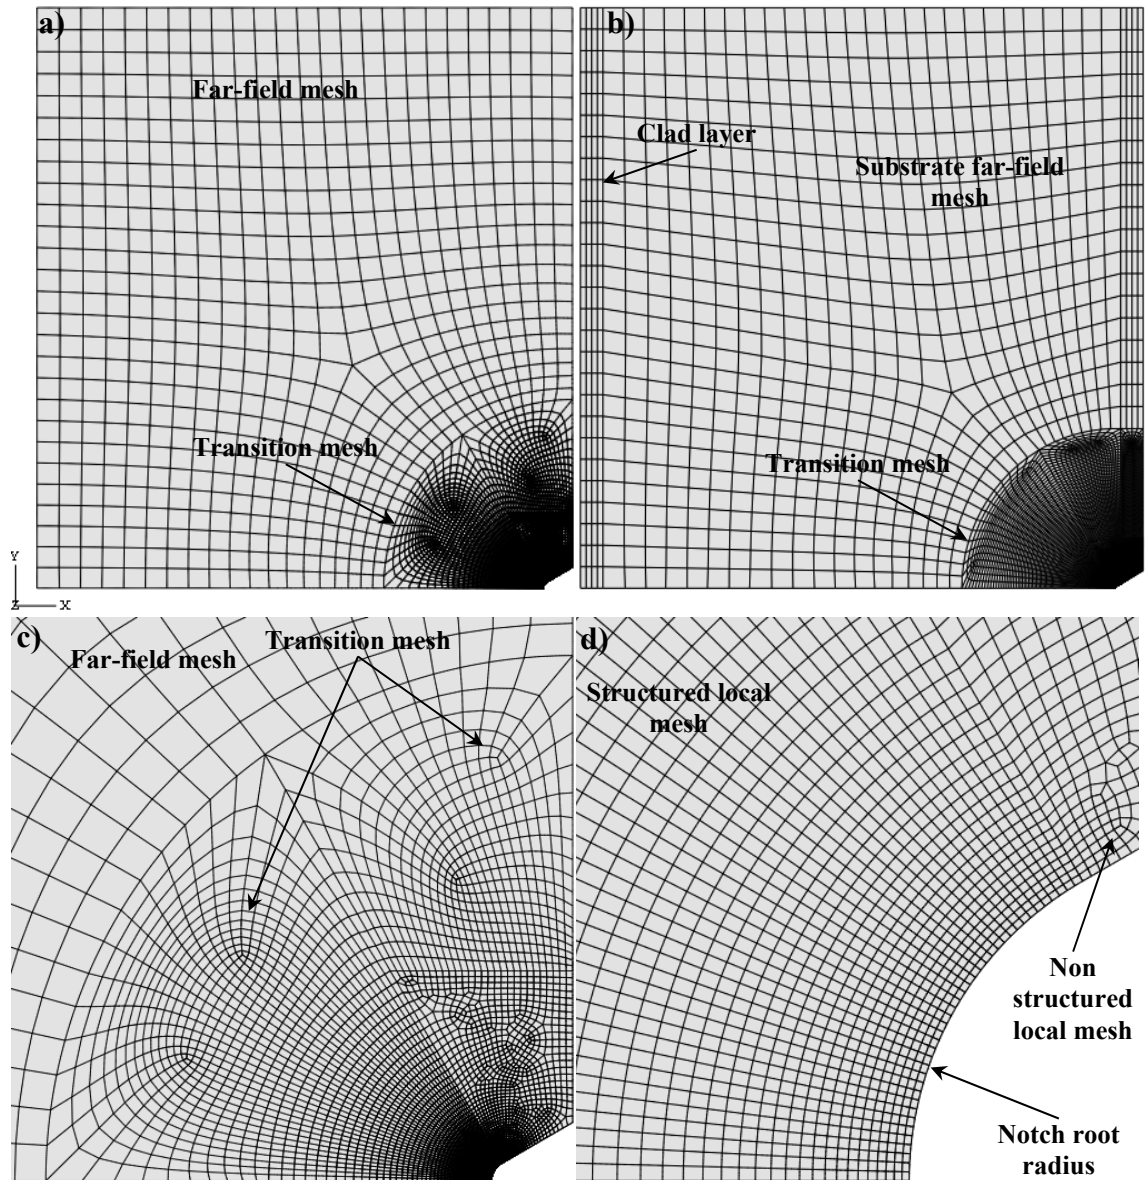 a)
Far-field mesh
Transition mesh
b)
Clad layer
Substrate far-field
mesh
Transition mesh
Y
Z
X
c)
Far-field mesh
Transition mesh
d)
Structured local
mesh
Non
structured
local mesh
Notch root
radius